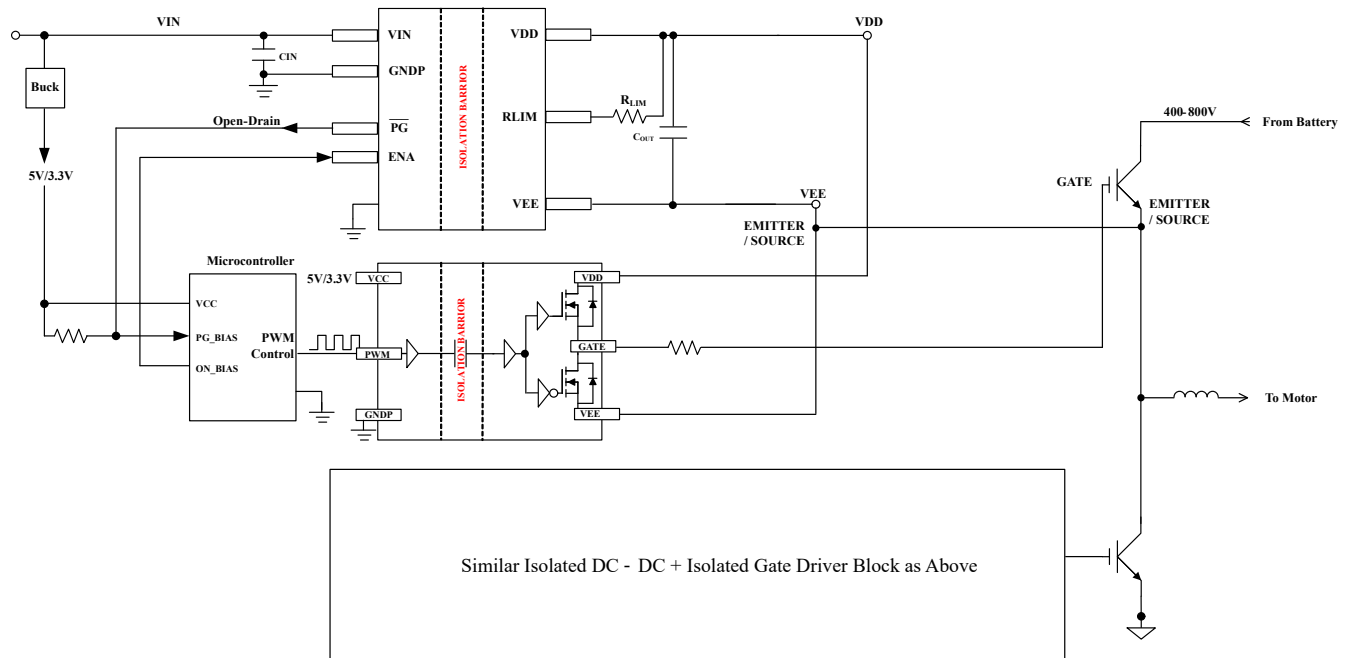 VIN
VIN
CIN
GNDP
Buck
Open-Drain
PG
ENA
5V/3.3V
ISOLATION BARRIOR
VDD
VDD
RLIM
RLIM
COUT
VEE
VEE
EMITTER
/ SOURCE
400-800V
From Battery
GATE
EMITTER
/ SOURCE
Microcontroller
VCC
PG_BIAS
ON_BIAS
PWM
Control
5V/3.3V
VCC
PWM
GNDP
ISOLATION BARRIOR
VDD
GATE
VEE
To Motor
Similar Isolated DC - DC + Isolated Gate Driver Block as Above